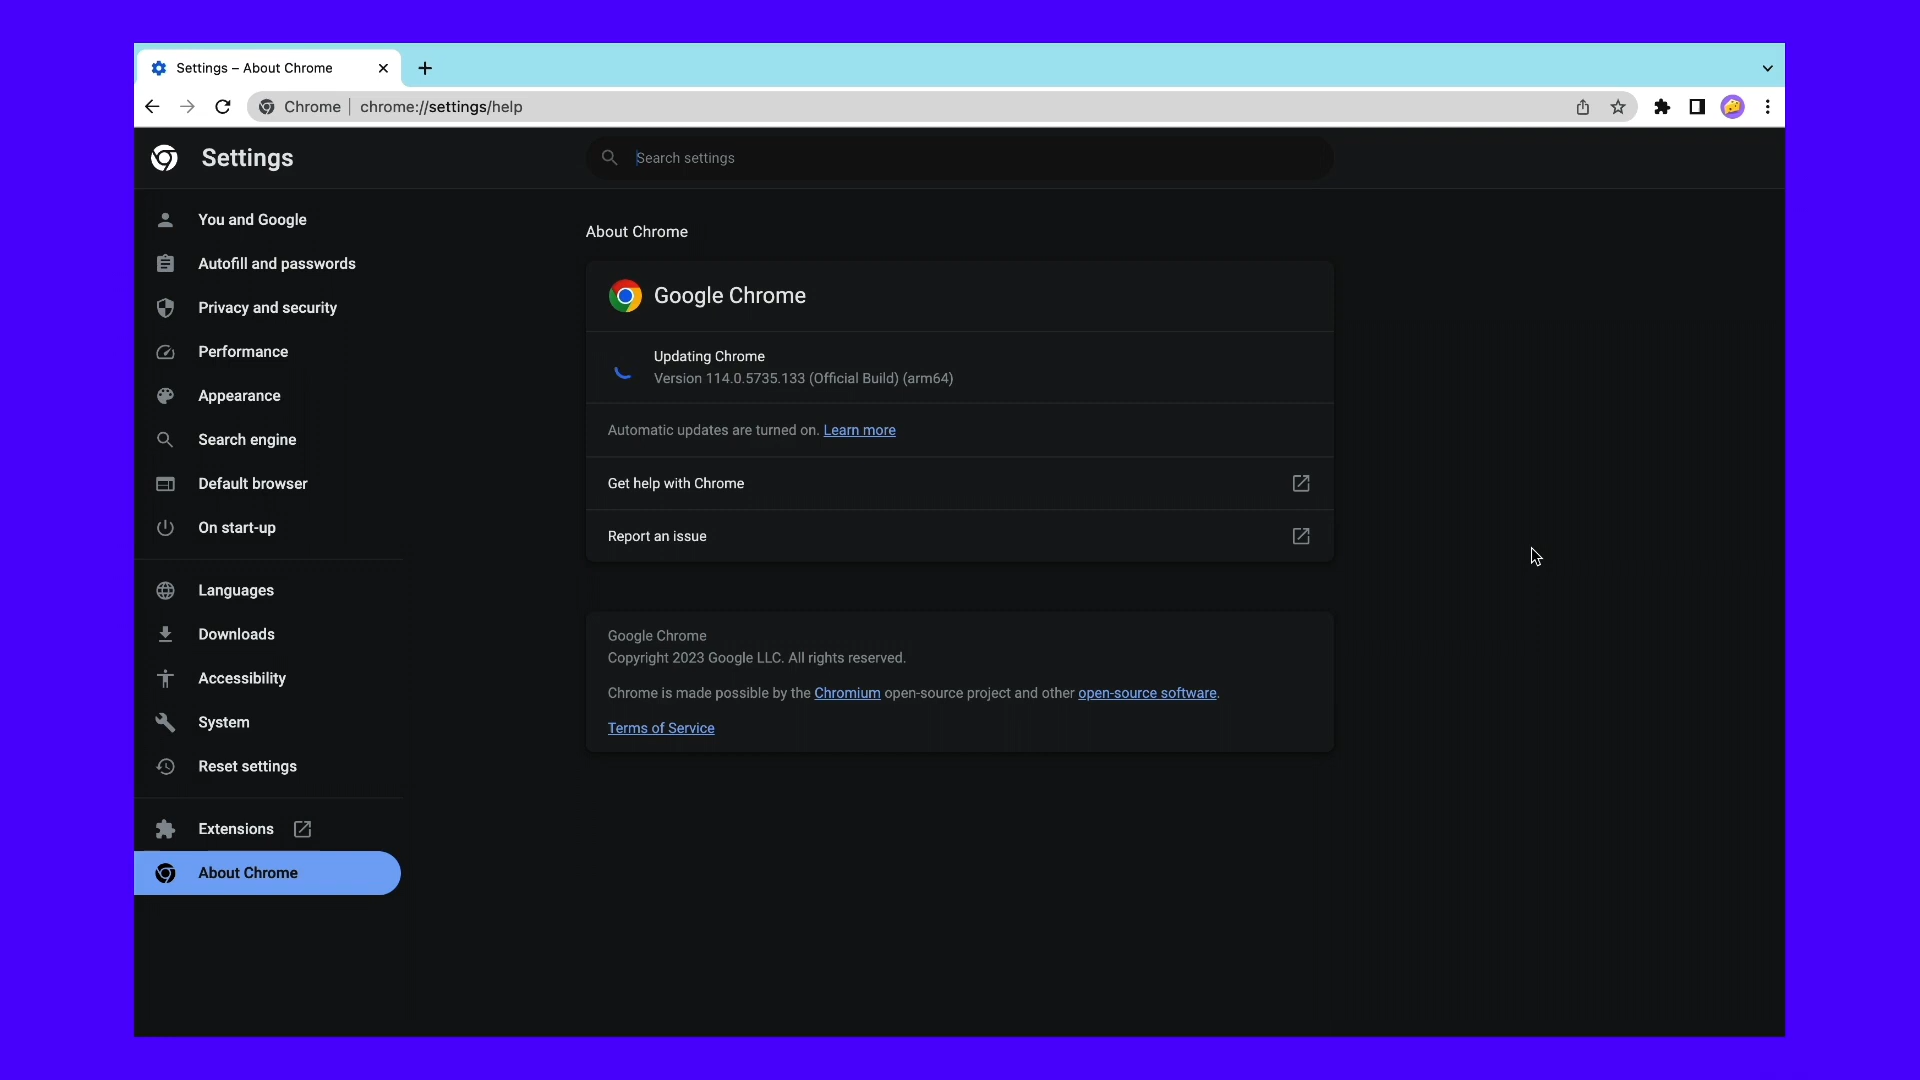 Settings – About Chrome
Chrome | chrome://settings/help
Settings
Search settings
You and Google
Autofill and passwords
Privacy and security
Performance
Appearance
Search engine
Default browser
On start-up
Languages
Downloads
Accessibility
System
Reset settings
Extensions
About Chrome
About Chrome
Google Chrome
Updating Chrome
Version 114.0.5735.133 (Official Build) (arm64)
Automatic updates are turned on. Learn more
Get help with Chrome
Report an issue
Google Chrome
Copyright 2023 Google LLC. All rights reserved.
Chrome is made possible by the Chromium open-source project and other open-source software.
Terms of Service